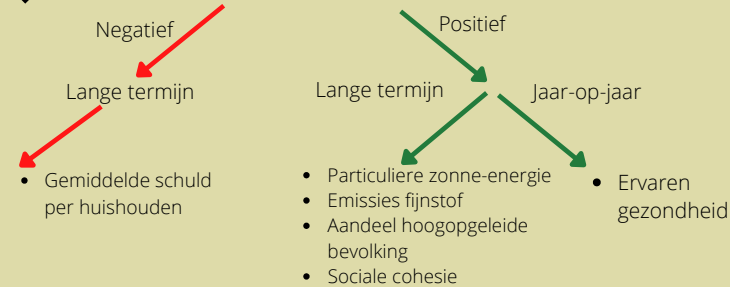 Negatief
Positief
Lange termijn
Lange termijn
Jaar-op-jaar
• Gemiddelde schuld
per huishouden
• Particuliere zonne-energie
• Emissies fijnstof
• Aandeel hoogopgeleide
bevolking
• Sociale cohesie
• Ervaren
gezondheid